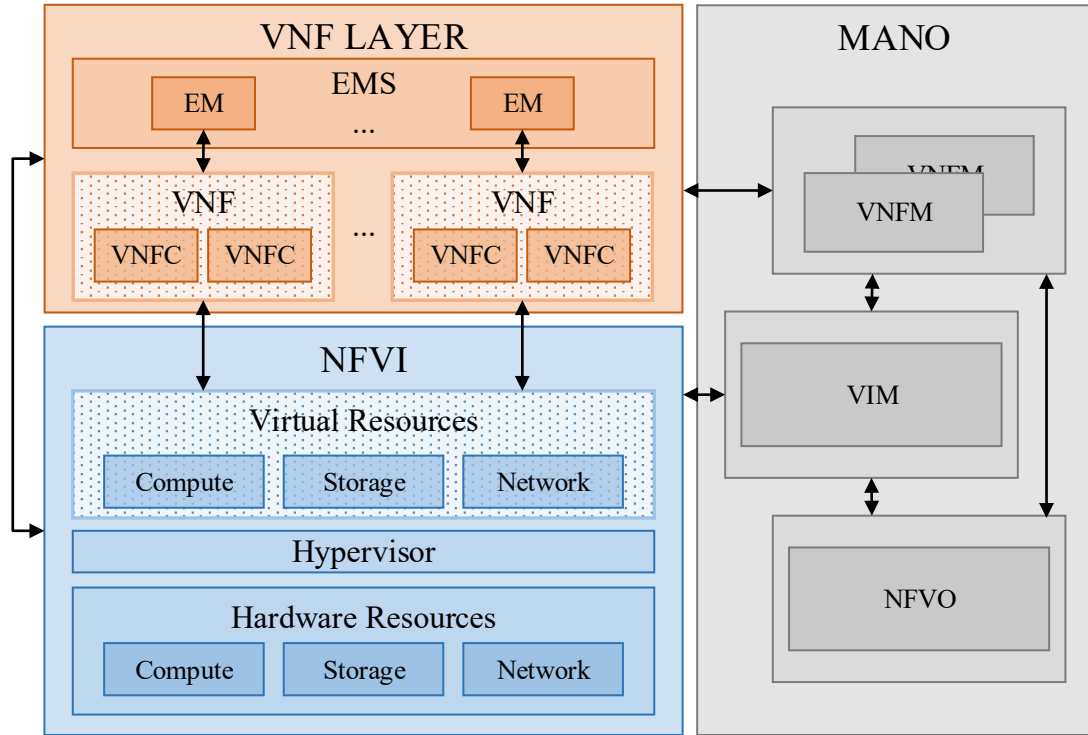 VNF LAYER
EMS
EM
...
EM
VNF
...
VNF
VNFC
VNFC
VNFC
VNFC
NFVI
Virtual Resources
Compute
Storage
Network
Hypervisor
Hardware Resources
Compute
Storage
Network
MANO
VNFM
VNFM
VIM
NFVO